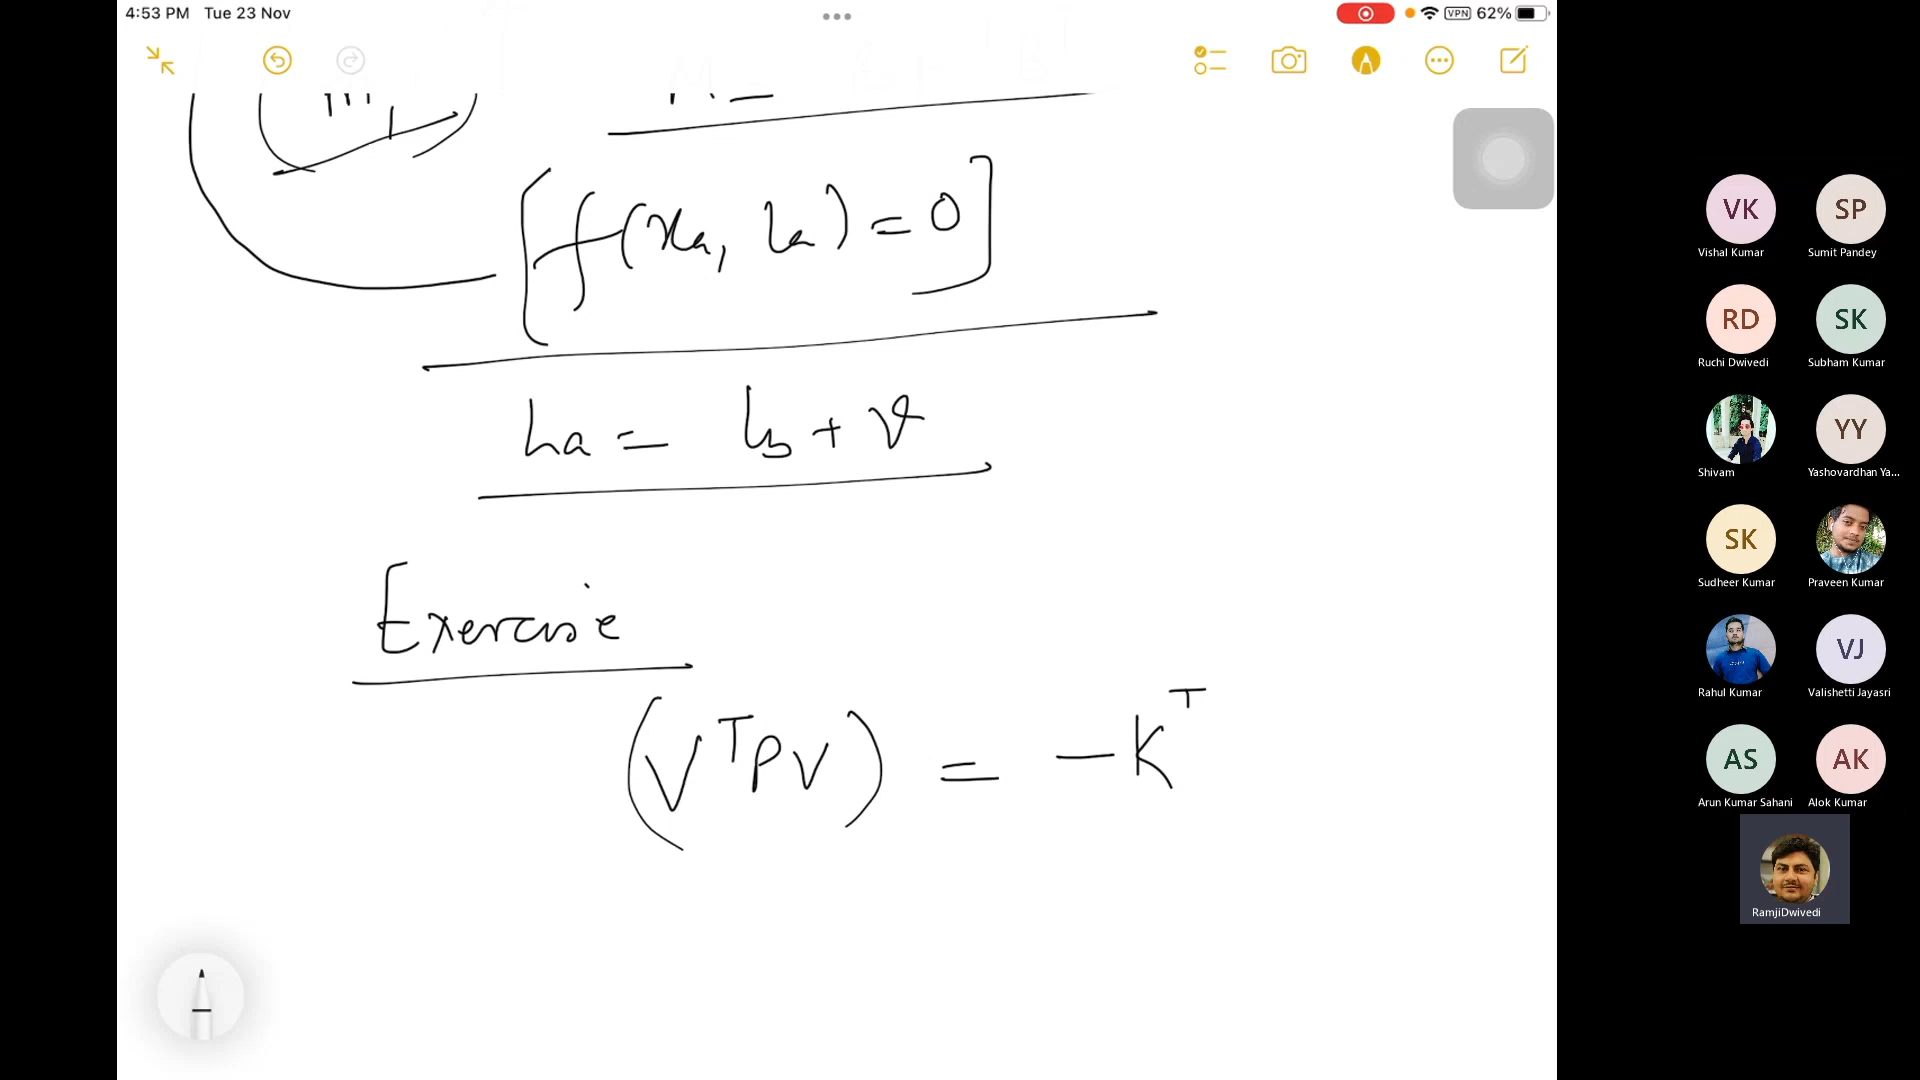 4:53 PM Tue 23 Nov
VPN 62%
[f(xa, la) = 0]
La = Lb + v
Exercise
(VᵀPV) = -Kᵀ
VK
Vishal Kumar
SP
Sumit Pandey
RD
Ruchi Dwivedi
SK
Subham Kumar
Shivam
YY
Yashovardhan Ya...
SK
Sudheer Kumar
Praveen Kumar
Rahul Kumar
VJ
Valishetti Jayasri
AS
Arun Kumar Sahani
AK
Alok Kumar
RamjiDwivedi